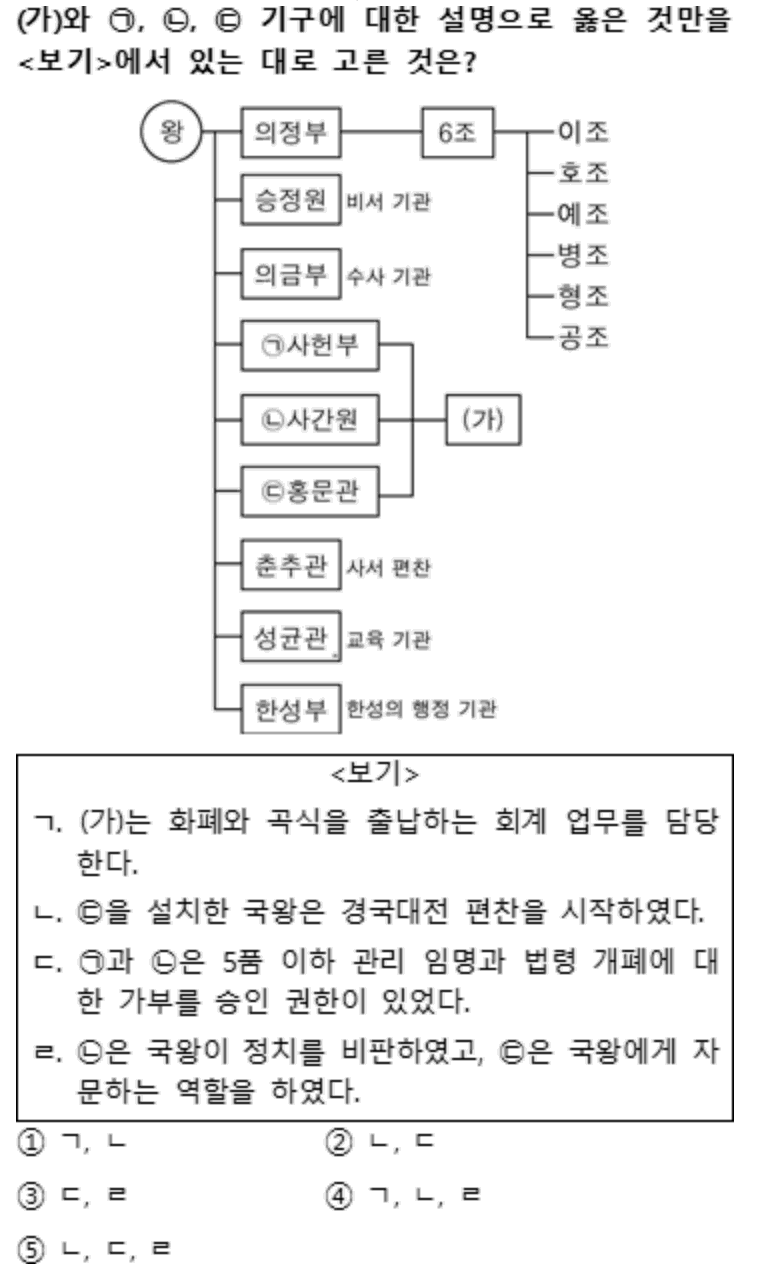 (가)와 ㉠, ㉡, ㉢ 기구에 대한 설명으로 옳은 것만을
<보기>에서 있는 대로 고른 것은?
왕
의정부
6조
이조
호조
예조
병조
형조
공조
승정원 비서 기관
의금부 수사 기관
㉠사헌부
㉡사간원
(가)
㉢홍문관
춘추관 사서 편찬
성균관 교육 기관
한성부 한성의 행정 기관
<보기>
ㄱ. (가)는 화폐와 곡식을 출납하는 회계 업무를 담당
한다.
ㄴ. ㉢을 설치한 국왕은 경국대전 편찬을 시작하였다.
ㄷ. ㉠과 ㉡은 5품 이하 관리 임명과 법령 개폐에 대
한 가부를 승인 권한이 있었다.
ㄹ. ㉡은 국왕이 정치를 비판하였고, ㉢은 국왕에게 자
문하는 역할을 하였다.
① ㄱ, ㄴ ② ㄴ, ㄷ
③ ㄷ, ㄹ ④ ㄱ, ㄴ, ㄹ
⑤ ㄴ, ㄷ, ㄹ